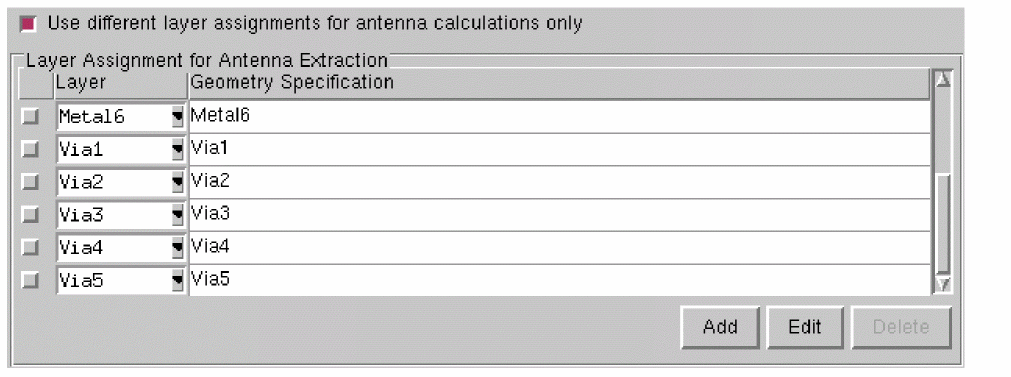 Use different layer assignments for antenna calculations only
Layer Assignment for Antenna Extraction
Layer Geometry Specification
Metal6 Metal6
Via1 Via1
Via2 Via2
Via3 Via3
Via4 Via4
Via5 Via5
Add Edit Delete